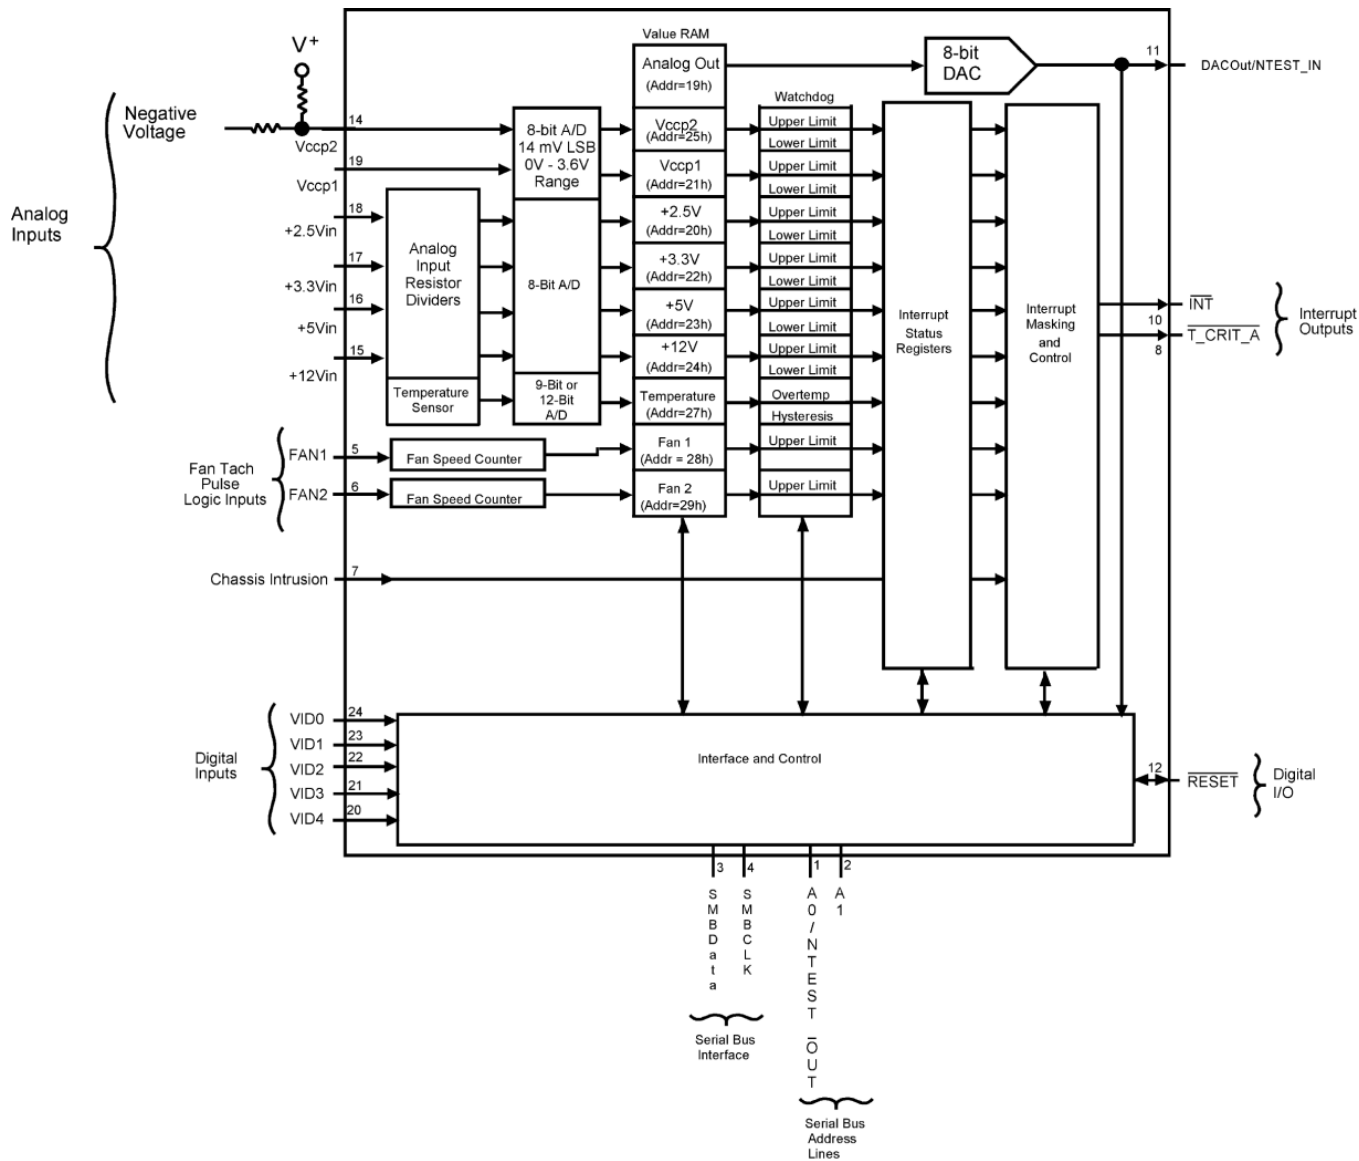 Value RAM
V+
Analog Out
(Addr=19h)
8-bit
DAC
11
DACOut/NTEST_IN
Negative
Voltage
14
Vccp2
19
Vccp1
Analog
Inputs
18
+2.5Vin
17
+3.3Vin
16
+5Vin
15
+12Vin
8-bit A/D
14 mV LSB
0V - 3.6V
Range
Analog
Input
Resistor
Dividers
8-Bit A/D
Temperature
Sensor
9-Bit or
12-Bit
A/D
Vccp2
(Addr=25h)
Vccp1
(Addr=21h)
+2.5V
(Addr=20h)
+3.3V
(Addr=22h)
+5V
(Addr=23h)
+12V
(Addr=24h)
Temperature
(Addr=27h)
Fan 1
(Addr = 28h)
Fan 2
(Addr=29h)
Watchdog
Upper Limit
Lower Limit
Upper Limit
Lower Limit
Upper Limit
Lower Limit
Upper Limit
Lower Limit
Upper Limit
Lower Limit
Upper Limit
Lower Limit
Overtemp
Hysteresis
Upper Limit
Upper Limit
Interrupt
Status
Registers
Interrupt
Masking
and
Control
INT
10
T_CRIT_A
8
Interrupt
Outputs
Fan Tach
Pulse
Logic Inputs
FAN1
5
Fan Speed Counter
FAN2
6
Fan Speed Counter
Chassis Intrusion
7
Digital
Inputs
VID0
24
VID1
23
VID2
22
VID3
21
VID4
20
Interface and Control
12
RESET
Digital
I/O
3
4
1
2
SMBData
SMBCLK
A0/NTEST_OUT
A1
Serial Bus
Interface
Serial Bus
Address
Lines